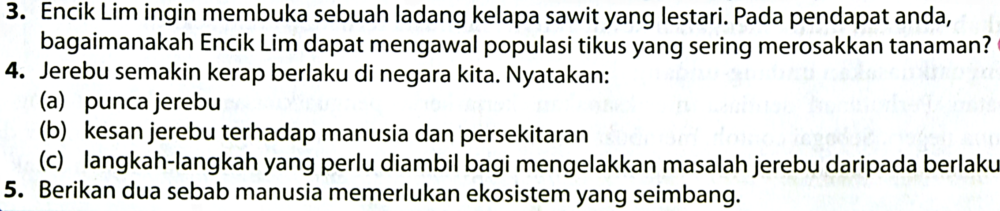 3. Encik Lim ingin membuka sebuah ladang kelapa sawit yang lestari. Pada pendapat anda,
bagaimanakah Encik Lim dapat mengawal populasi tikus yang sering merosakkan tanaman?
4. Jerebu semakin kerap berlaku di negara kita. Nyatakan:
(a) punca jerebu
(b) kesan jerebu terhadap manusia dan persekitaran
(c) langkah-langkah yang perlu diambil bagi mengelakkan masalah jerebu daripada berlaku
5. Berikan dua sebab manusia memerlukan ekosistem yang seimbang.